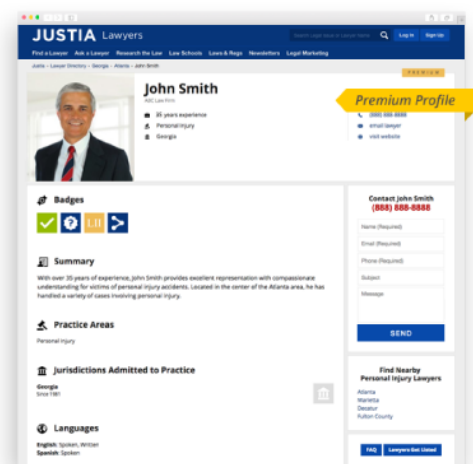 JUSTIA Lawyers
Search Legal Issue or Lawyer Name
Log In
Sign Up
Find a Lawyer Ask a Lawyer Research the Law Law Schools Laws & Regs Newsletters Legal Marketing
Justia › Lawyer Directory › Georgia › Atlanta › John Smith
PREMIUM
John Smith
ABC Law Firm
35 years experience
Personal Injury
Georgia
Premium Profile
(888) 888-8888
email lawyer
visit website
Badges
LII
Summary
With over 35 years of experience, John Smith provides excellent representation with compassionate
understanding for victims of personal injury accidents. Located in the center of the Atlanta area, he has
handled a variety of cases involving personal injury.
Practice Areas
Personal Injury
Jurisdictions Admitted to Practice
Georgia
Since 1981
Languages
English: Spoken, Written
Spanish: Spoken
Contact John Smith
(888) 888-8888
Name (Required)
Email (Required)
Phone (Required)
Subject
Message
SEND
Find Nearby
Personal Injury Lawyers
Atlanta
Marietta
Decatur
Fulton County
FAQ
Lawyers Get Listed